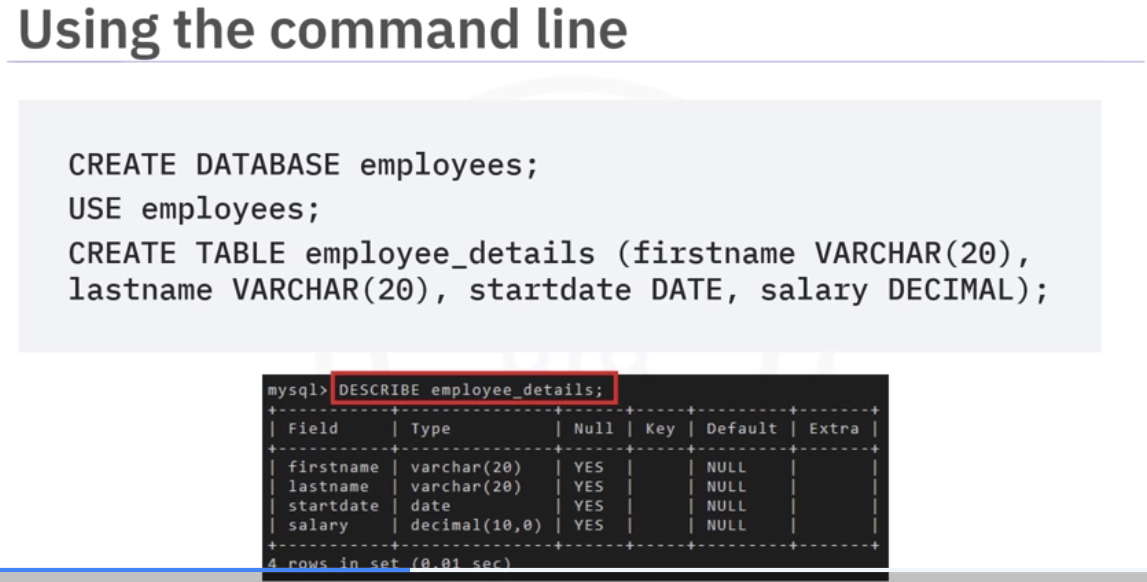 Using the command line
CREATE DATABASE employees;
USE employees;
CREATE TABLE employee_details (firstname VARCHAR(20),
lastname VARCHAR(20), startdate DATE, salary DECIMAL);
mysql> DESCRIBE employee_details;
+-----------+---------------+------+-----+---------+-------+
| Field | Type | Null | Key | Default | Extra |
+-----------+---------------+------+-----+---------+-------+
| firstname | varchar(20) | YES | | NULL | |
| lastname | varchar(20) | YES | | NULL | |
| startdate | date | YES | | NULL | |
| salary | decimal(10,0) | YES | | NULL | |
+-----------+---------------+------+-----+---------+-------+
4 rows in set (0.01 sec)